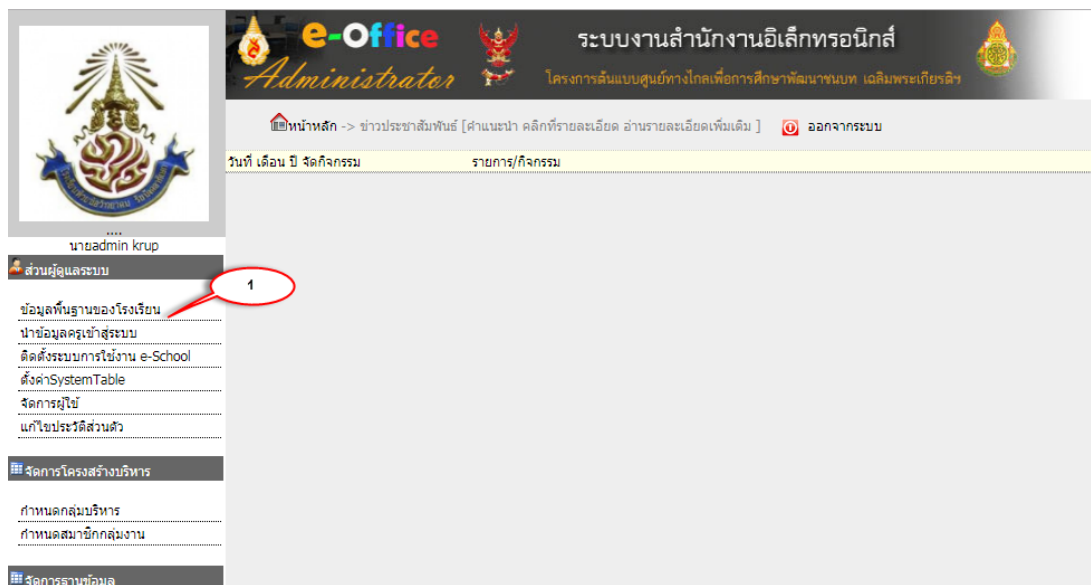 e-Office
Administrator
ระบบงานสำนักงานอิเล็กทรอนิกส์
โครงการต้นแบบศูนย์ทางไกลเพื่อการศึกษาพัฒนาชนบท เฉลิมพระเกียรติฯ
หน้าหลัก -> ข่าวประชาสัมพันธ์ [คำแนะนำ คลิกที่รายละเอียด อ่านรายละเอียดเพิ่มเติม ] ออกจากระบบ
วันที่ เดือน ปี จัดกิจกรรม รายการ/กิจกรรม
....
นายadmin krup
ส่วนผู้ดูแลระบบ
1
ข้อมูลพื้นฐานของโรงเรียน
นำข้อมูลครูเข้าสู่ระบบ
ติดตั้งระบบการใช้งาน e-School
ตั้งค่าSystemTable
จัดการผู้ใช้
แก้ไขประวัติส่วนตัว
จัดการโครงสร้างบริหาร
กำหนดกลุ่มบริหาร
กำหนดสมาชิกกลุ่มงาน
จัดการฐานข้อมูล